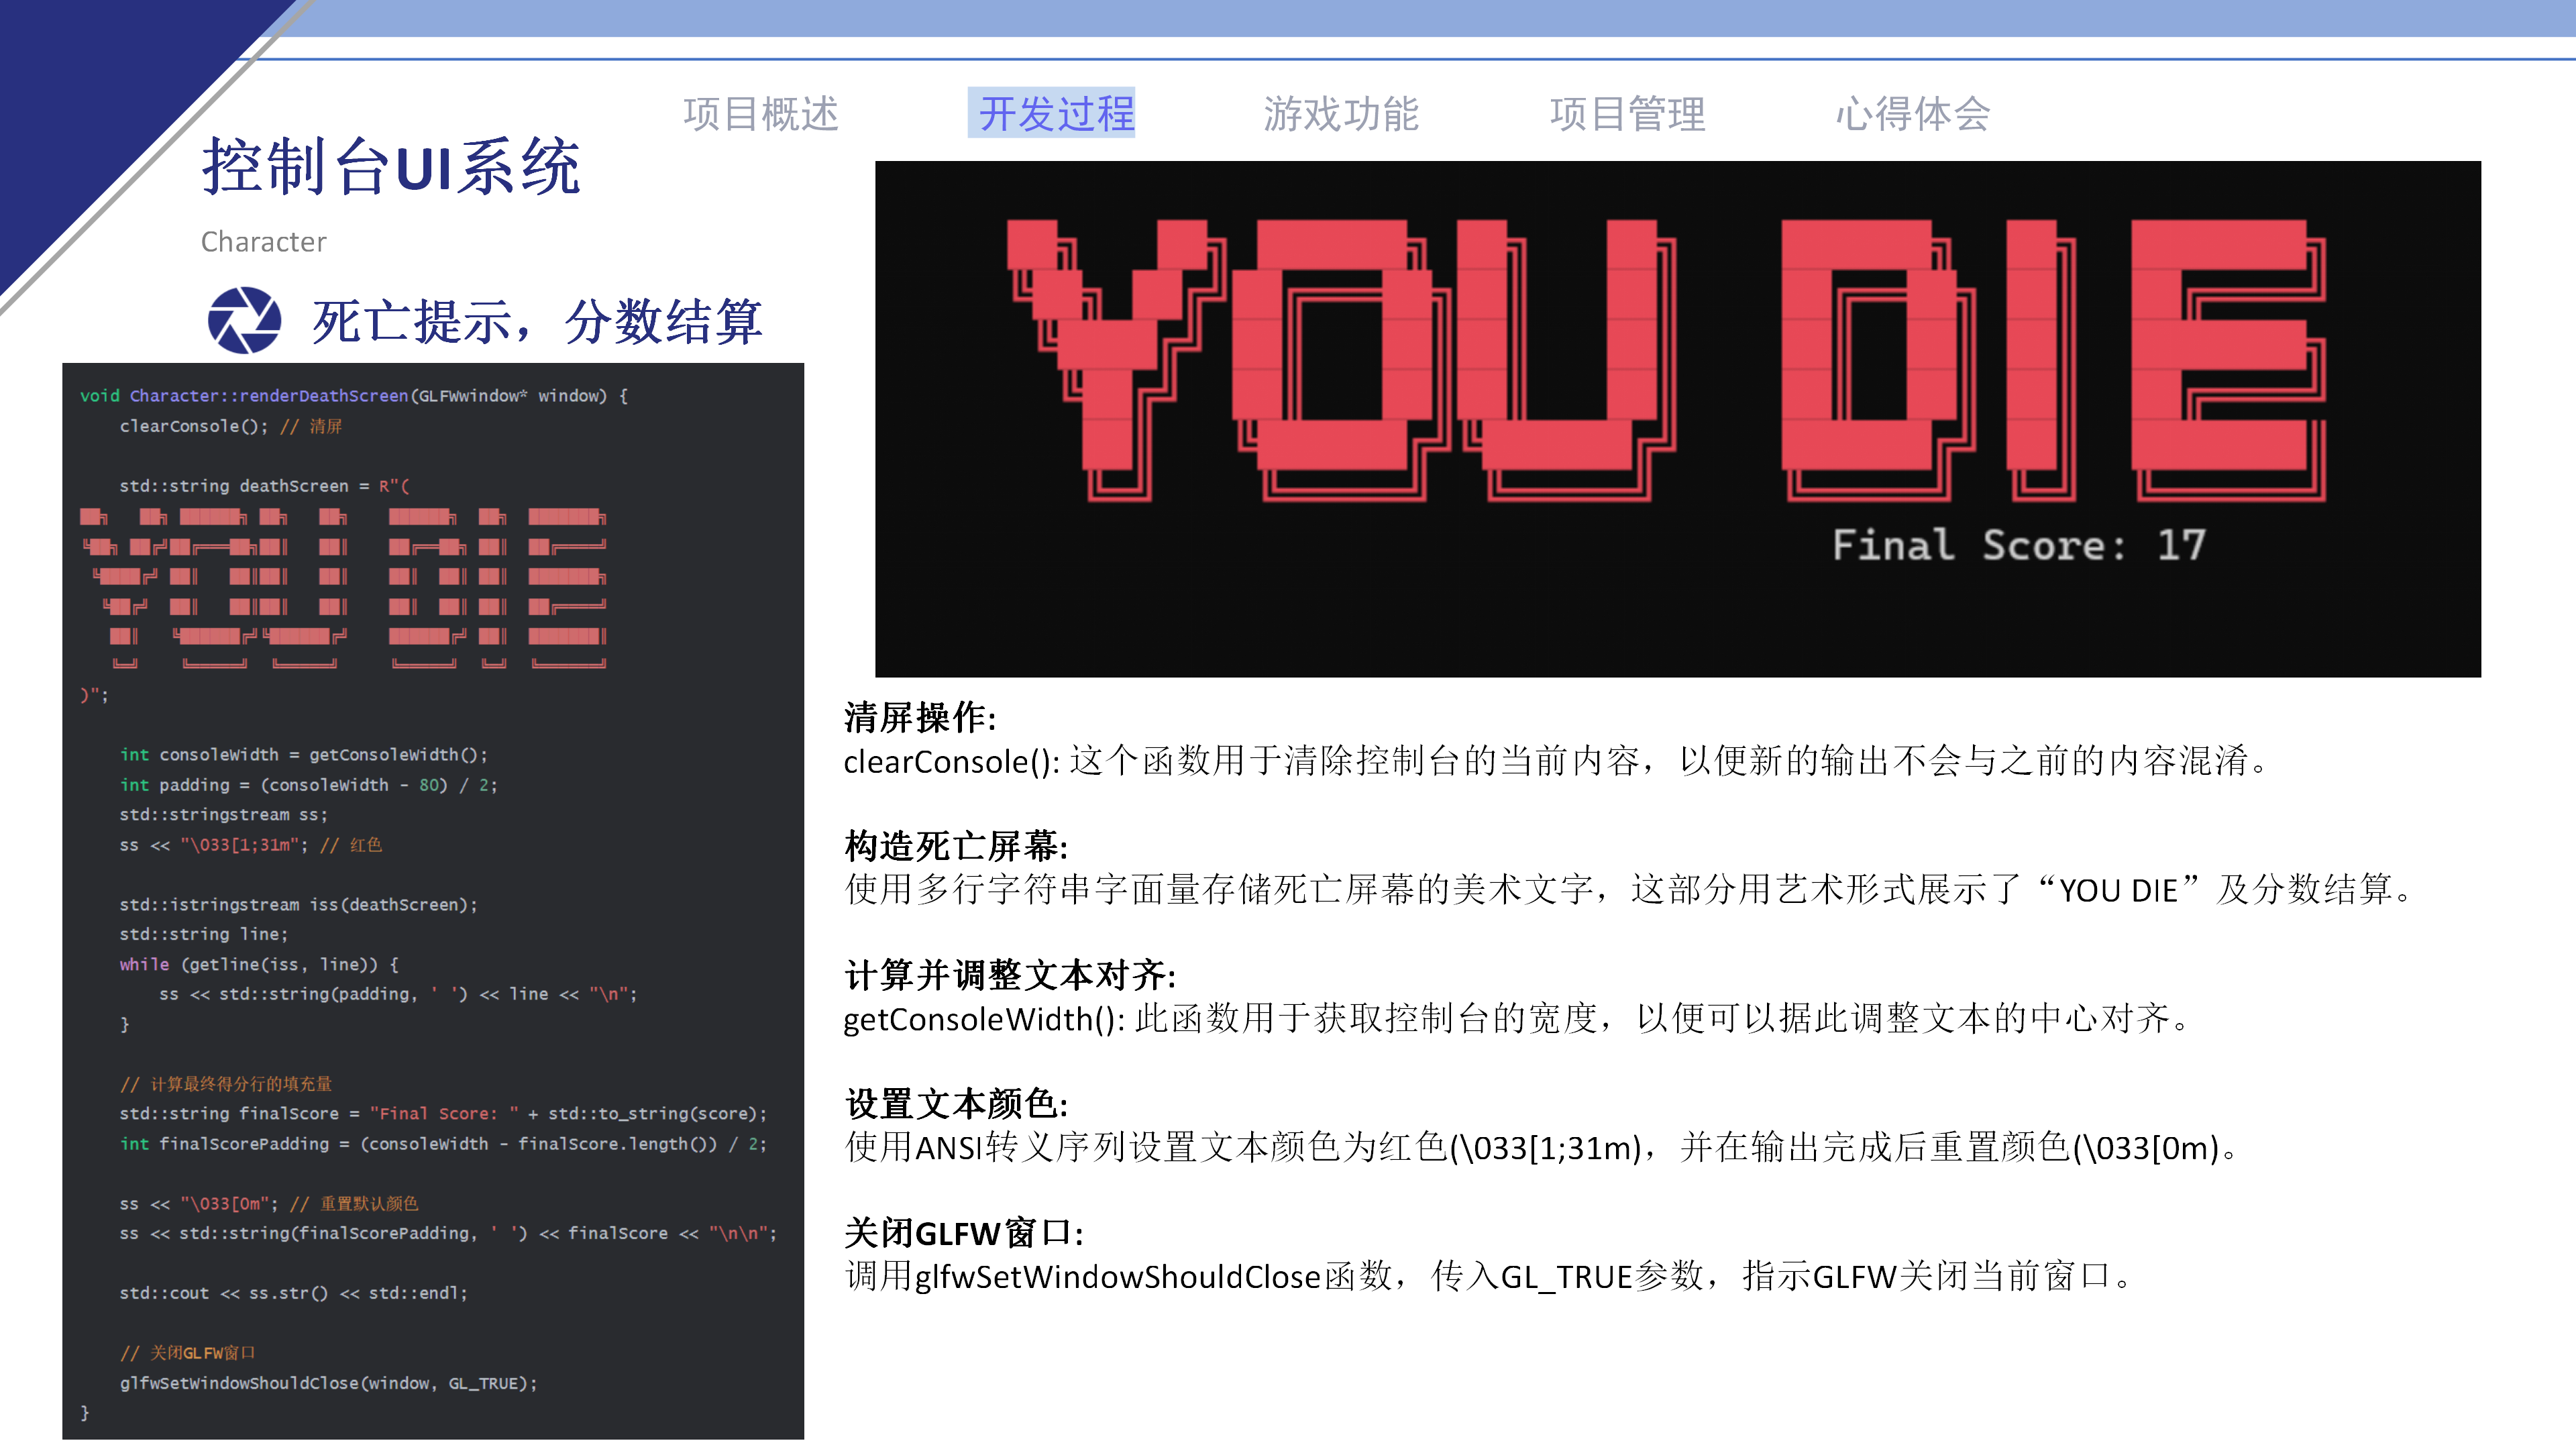 项目概述 开发过程 游戏功能 项目管理 心得体会
控制台UI系统
Character
死亡提示，分数结算
void Character::renderDeathScreen(GLFWwindow* window) {
clearConsole(); // 清屏
std::string deathScreen = R"(
██╗   ██╗ ██████╗ ██╗   ██╗    ██████╗  ██╗  ███████╗
╚██╗ ██╔╝██╔═══██╗██║   ██║    ██╔══██╗ ██║  ██╔════╝
 ╚████╔╝ ██║   ██║██║   ██║    ██║  ██║ ██║  ███████╗
  ╚██╔╝  ██║   ██║██║   ██║    ██║  ██║ ██║  ██╔════╝
   ██║   ╚██████╔╝╚██████╔╝    ██████╔╝ ██║  ███████║
   ╚═╝    ╚═════╝  ╚═════╝     ╚═════╝  ╚═╝  ╚══════╝
)";
int consoleWidth = getConsoleWidth();
int padding = (consoleWidth - 80) / 2;
std::stringstream ss;
ss << "\033[1;31m"; // 红色
std::istringstream iss(deathScreen);
std::string line;
while (getline(iss, line)) {
ss << std::string(padding, ' ') << line << "\n";
}
// 计算最终得分行的填充量
std::string finalScore = "Final Score: " + std::to_string(score);
int finalScorePadding = (consoleWidth - finalScore.length()) / 2;
ss << "\033[0m"; // 重置默认颜色
ss << std::string(finalScorePadding, ' ') << finalScore << "\n\n";
std::cout << ss.str() << std::endl;
// 关闭GLFW窗口
glfwSetWindowShouldClose(window, GL_TRUE);
}
YOU DIE
Final Score: 17
清屏操作:
clearConsole(): 这个函数用于清除控制台的当前内容，以便新的输出不会与之前的内容混淆。
构造死亡屏幕:
使用多行字符串字面量存储死亡屏幕的美术文字，这部分用艺术形式展示了“YOU DIE”及分数结算。
计算并调整文本对齐:
getConsoleWidth(): 此函数用于获取控制台的宽度，以便可以据此调整文本的中心对齐。
设置文本颜色:
使用ANSI转义序列设置文本颜色为红色(\033[1;31m)，并在输出完成后重置颜色(\033[0m)。
关闭GLFW窗口:
调用glfwSetWindowShouldClose函数，传入GL_TRUE参数，指示GLFW关闭当前窗口。